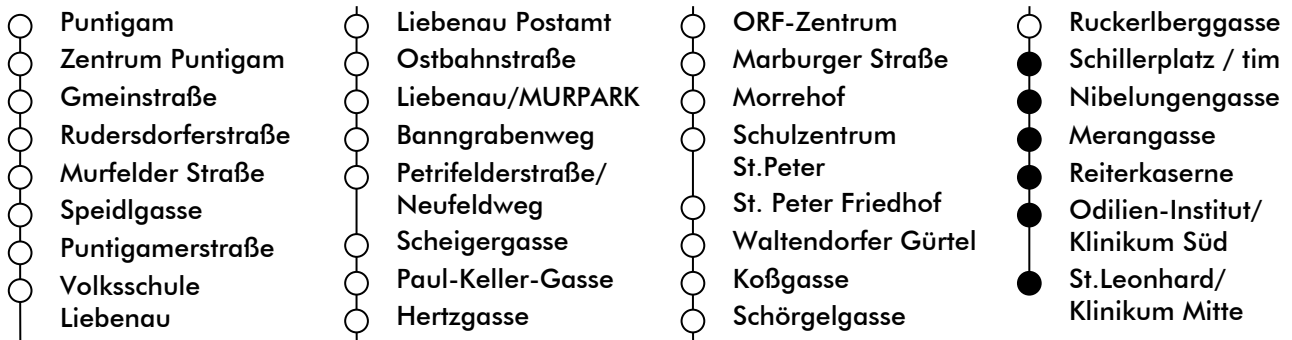 Puntigam
Zentrum Puntigam
Gmeinstraße
Rudersdorferstraße
Murfelder Straße
Speidlgasse
Puntigamerstraße
Volksschule
Liebenau
Liebenau Postamt
Ostbahnstraße
Liebenau/MURPARK
Banngrabenweg
Petrifelderstraße/
Neufeldweg
Scheigergasse
Paul-Keller-Gasse
Hertzgasse
ORF-Zentrum
Marburger Straße
Morrehof
Schulzentrum
St.Peter
St. Peter Friedhof
Waltendorfer Gürtel
Koßgasse
Schörgelgasse
Ruckerlberggasse
Schillerplatz / tim
Nibelungengasse
Merangasse
Reiterkaserne
Odilien-Institut/
Klinikum Süd
St.Leonhard/
Klinikum Mitte